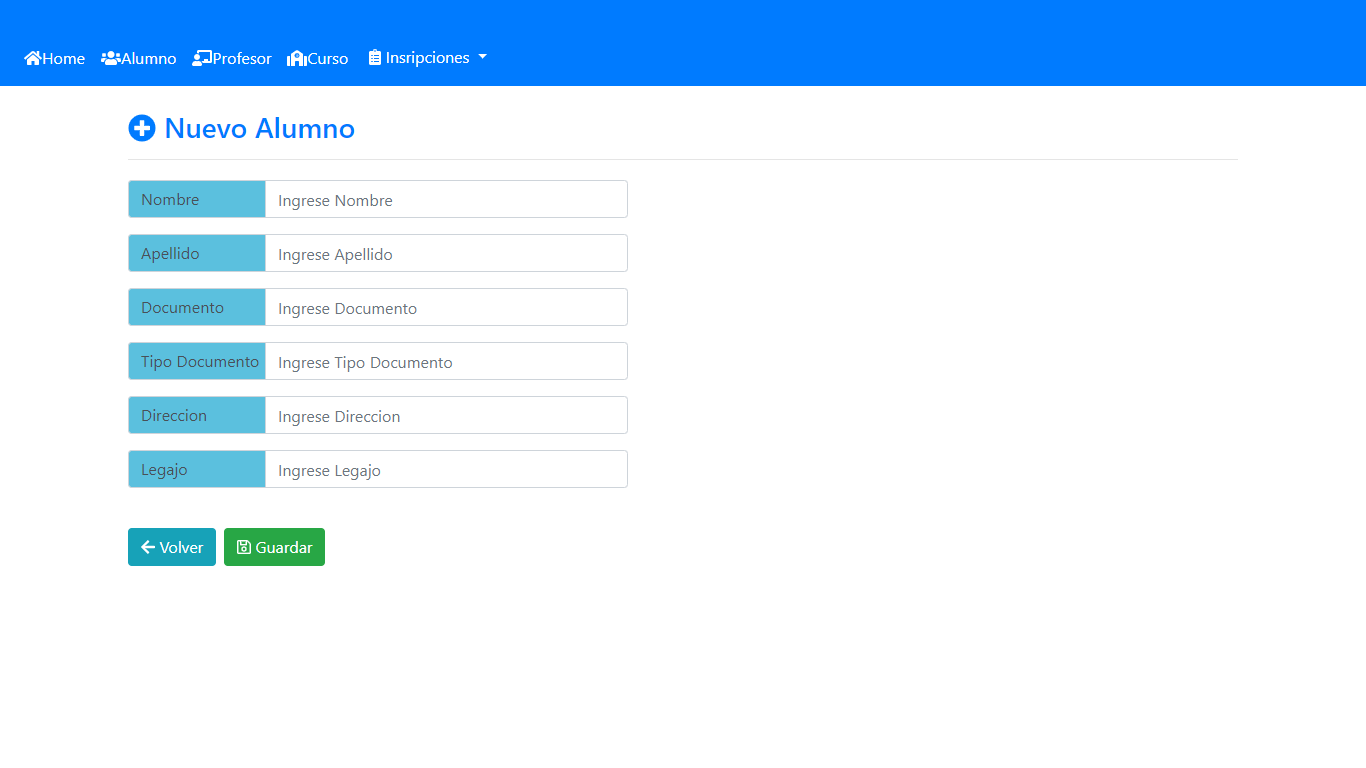 Home Alumno Profesor Curso Insripciones
Nuevo Alumno
Nombre Ingrese Nombre
Apellido Ingrese Apellido
Documento Ingrese Documento
Tipo Documento Ingrese Tipo Documento
Direccion Ingrese Direccion
Legajo Ingrese Legajo
Volver Guardar